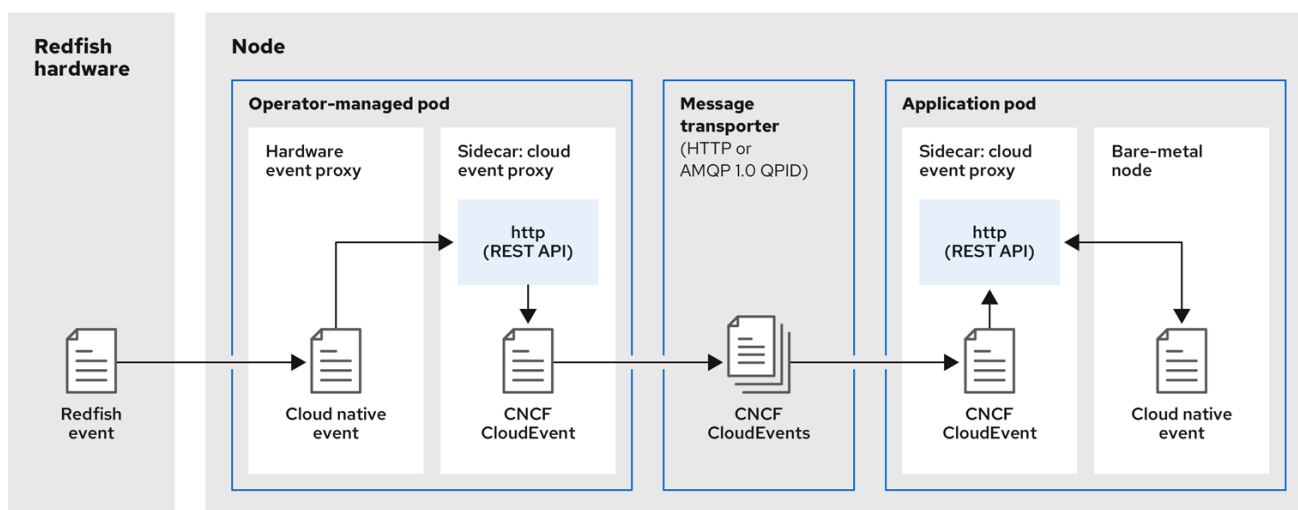 Redfish
hardware
Node
Operator-managed pod
Hardware
event proxy
Sidecar: cloud
event proxy
http
(REST API)
Message
transporter
(HTTP or
AMQP 1.0 QPID)
Application pod
Sidecar: cloud
event proxy
http
(REST API)
Bare-metal
node
Redfish
event
Cloud native
event
CNCF
CloudEvent
CNCF
CloudEvents
CNCF
CloudEvent
Cloud native
event